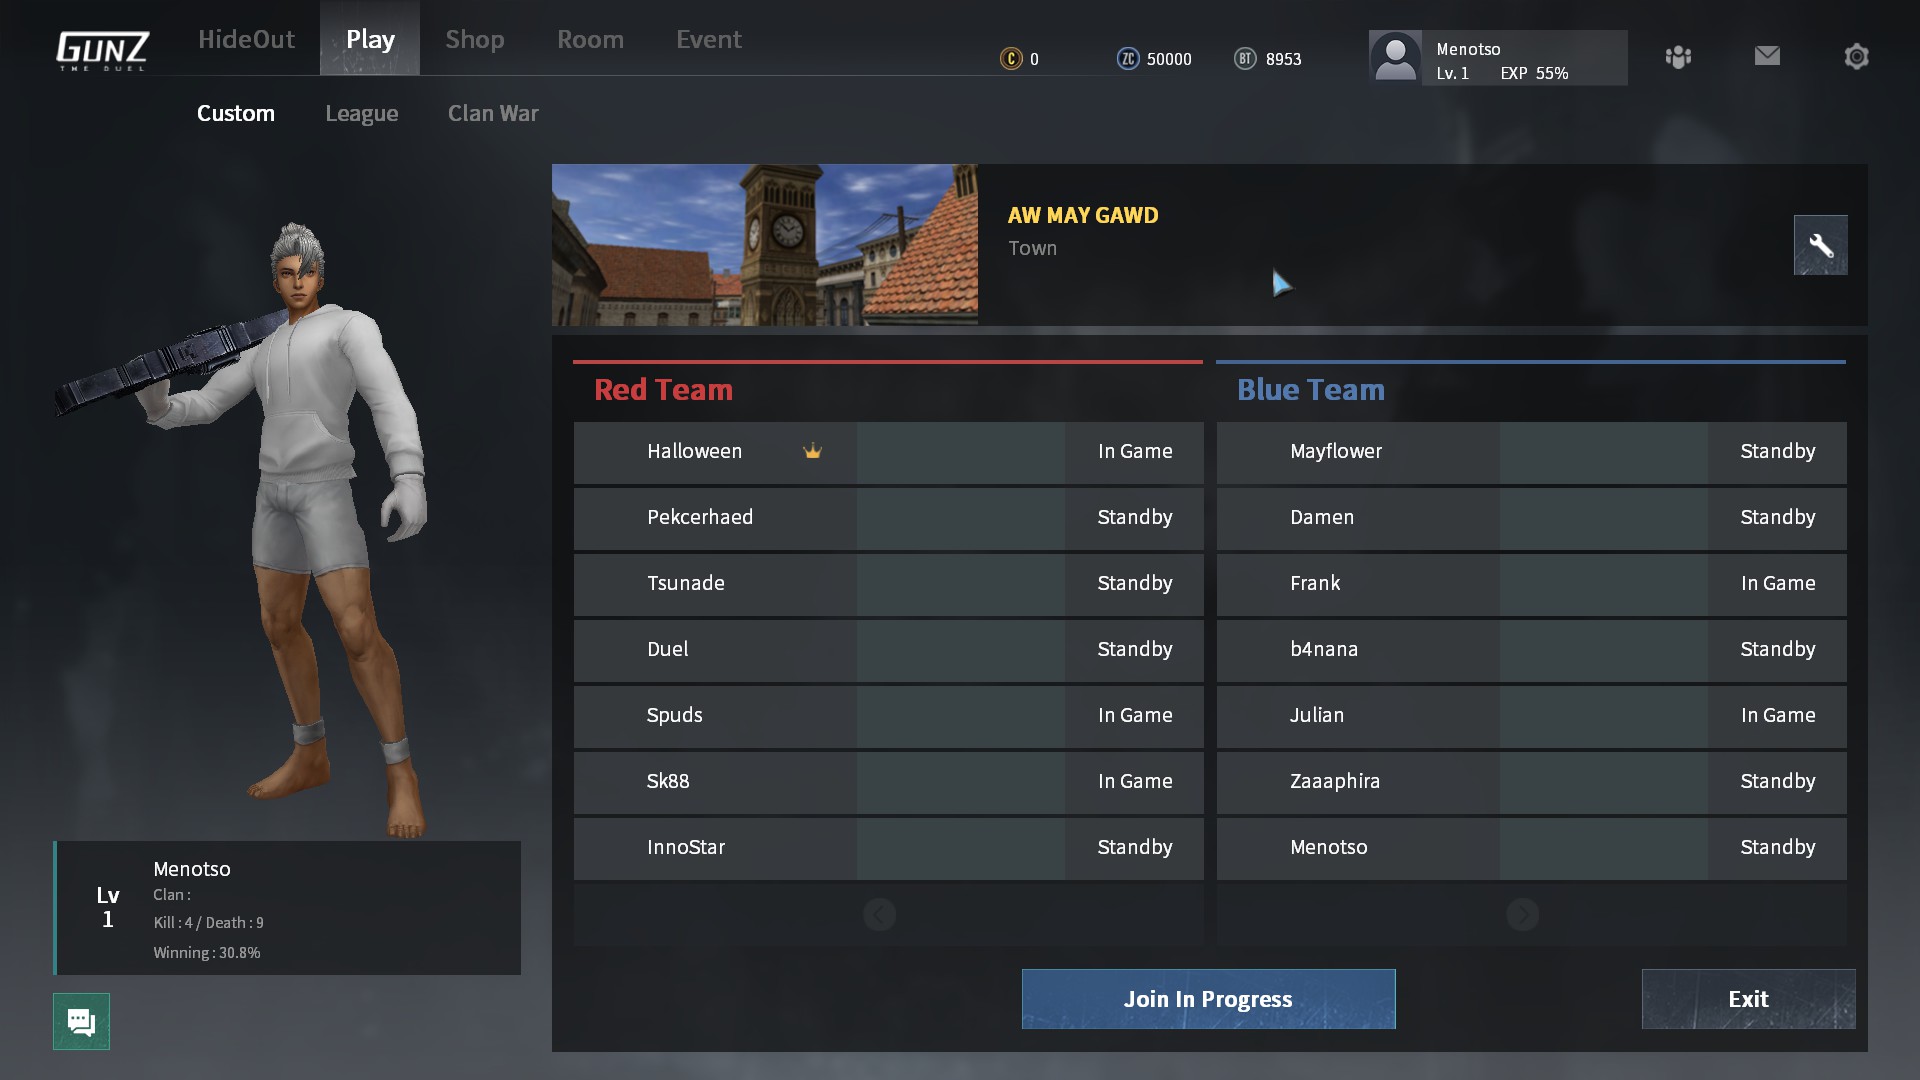 GUNZ
THE DUEL
HideOut
Play
Shop
Room
Event
C 0
ZC 50000
BT 8953
Menotso
Lv. 1 EXP 55%
Custom
League
Clan War
AW MAY GAWD
Town
Red Team
Halloween In Game
Pekcerhaed Standby
Tsunade Standby
Duel Standby
Spuds In Game
Sk88 In Game
InnoStar Standby
Blue Team
Mayflower Standby
Damen Standby
Frank In Game
b4nana Standby
Julian In Game
Zaaaphira Standby
Menotso Standby
Lv
1
Menotso
Clan :
Kill : 4 / Death : 9
Winning : 30.8%
Join In Progress
Exit